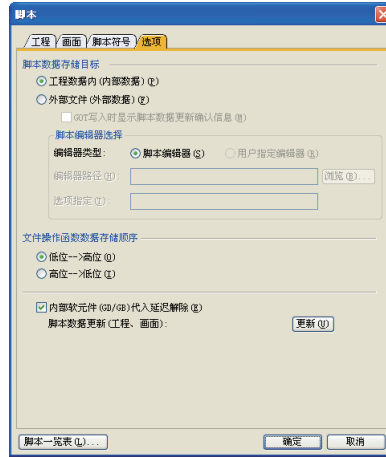 脚本
工程 画面 脚本符号 选项
脚本数据存储目标
工程数据内(内部数据)(P)
外部文件(外部数据)(F)
GOT写入时显示脚本数据更新确认信息(W)
脚本编辑器选择
编辑器类型: 脚本编辑器(S) 用户指定编辑器(R)
编辑器路径(M): 浏览(B)...
选项指定(T):
文件操作函数数据存储顺序
低位-->高位(O)
高位-->低位(I)
内部软元件(GD/GB)代入延迟解除(E)
脚本数据更新(工程、画面): 更新(U)
脚本一览表(L)... 确定 取消